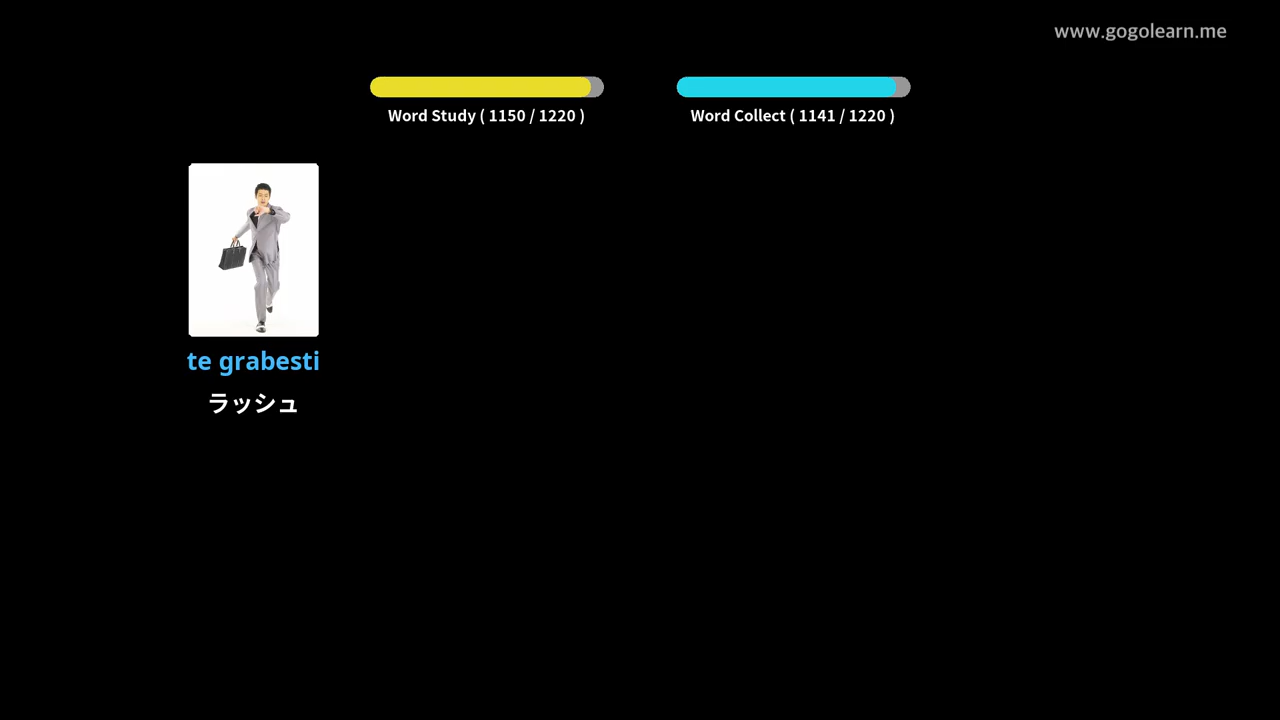 www.gogolearn.me
Word Study ( 1150 / 1220 )
Word Collect ( 1141 / 1220 )
te grabesti
ラッシュ